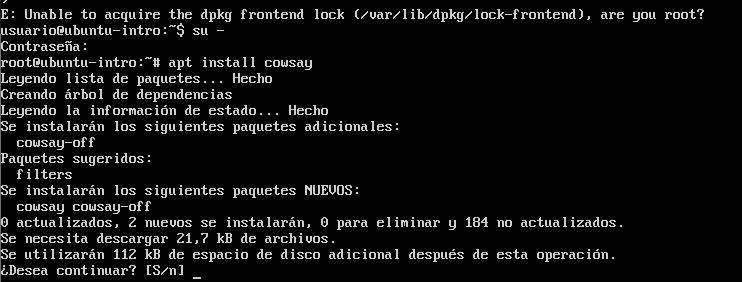 E: Unable to acquire the dpkg frontend lock (/var/lib/dpkg/lock-frontend), are you root?
usuario@ubuntu-intro:~$ su -
Contraseña:
root@ubuntu-intro:~# apt install cowsay
Leyendo lista de paquetes... Hecho
Creando árbol de dependencias
Leyendo la información de estado... Hecho
Se instalarán los siguientes paquetes adicionales:
  cowsay-off
Paquetes sugeridos:
  filters
Se instalarán los siguientes paquetes NUEVOS:
  cowsay cowsay-off
0 actualizados, 2 nuevos se instalarán, 0 para eliminar y 184 no actualizados.
Se necesita descargar 21,7 kB de archivos.
Se utilizarán 112 kB de espacio de disco adicional después de esta operación.
¿Desea continuar? [S/n] _